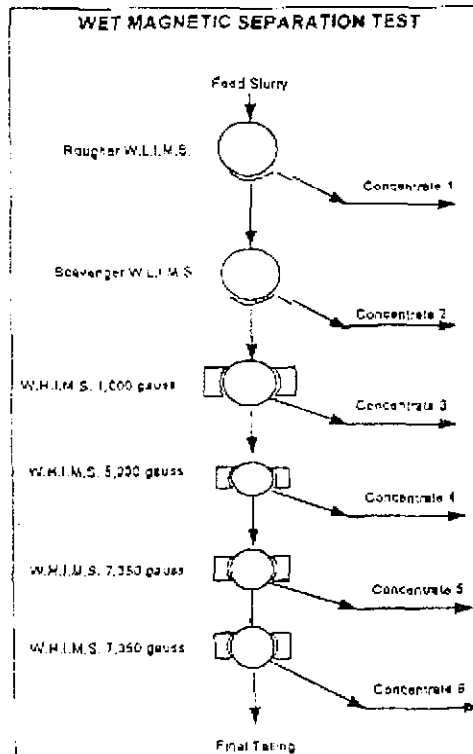 WET MAGNETIC SEPARATION TEST
Feed Slurry
Rougher W.L.I.M.S.
Concentrate 1
Scavenger W.L.I.M.S
Concentrate 2
W.H.I.M.S. 1,000 gauss
Concentrate 3
W.H.I.M.S. 5,000 gauss
Concentrate 4
W.H.I.M.S. 7,350 gauss
Concentrate 5
W.H.I.M.S. 7,350 gauss
Concentrate 6
Final Tailing